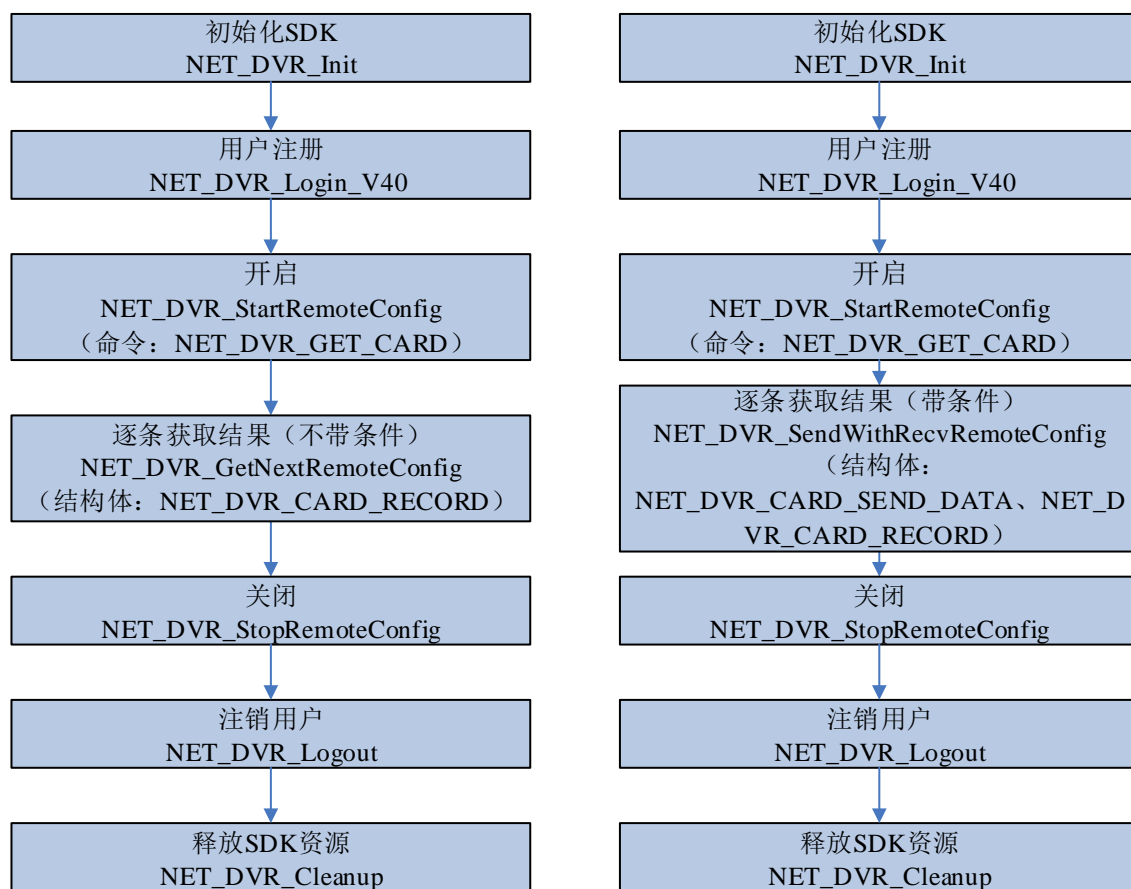 初始化SDK
NET_DVR_Init
用户注册
NET_DVR_Login_V40
开启
NET_DVR_StartRemoteConfig
（命令：NET_DVR_GET_CARD）
逐条获取结果（不带条件）
NET_DVR_GetNextRemoteConfig
（结构体：NET_DVR_CARD_RECORD）
关闭
NET_DVR_StopRemoteConfig
注销用户
NET_DVR_Logout
释放SDK资源
NET_DVR_Cleanup
初始化SDK
NET_DVR_Init
用户注册
NET_DVR_Login_V40
开启
NET_DVR_StartRemoteConfig
（命令：NET_DVR_GET_CARD）
逐条获取结果（带条件）
NET_DVR_SendWithRecvRemoteConfig
（结构体：
NET_DVR_CARD_SEND_DATA、NET_D
VR_CARD_RECORD）
关闭
NET_DVR_StopRemoteConfig
注销用户
NET_DVR_Logout
释放SDK资源
NET_DVR_Cleanup